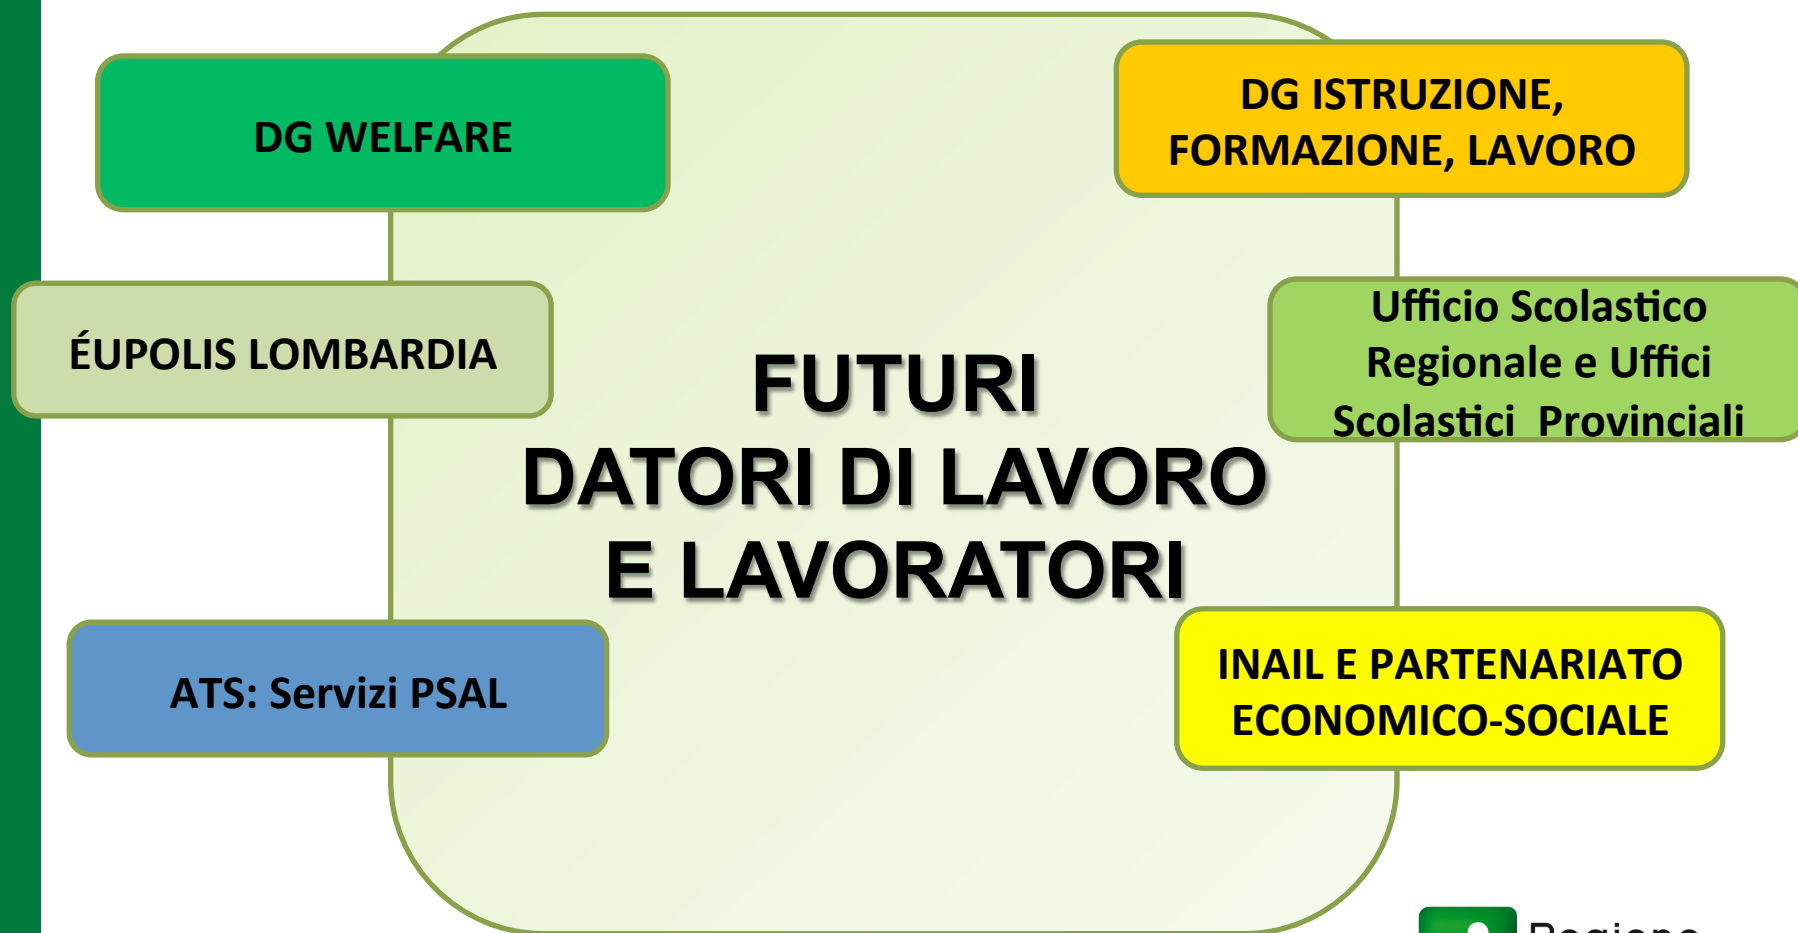 DG WELFARE
DG ISTRUZIONE,
FORMAZIONE, LAVORO
ÉUPOLIS LOMBARDIA
Ufficio Scolastico
Regionale e Uffici
Scolastici Provinciali
FUTURI
DATORI DI LAVORO
E LAVORATORI
ATS: Servizi PSAL
INAIL E PARTENARIATO
ECONOMICO-SOCIALE
Regione